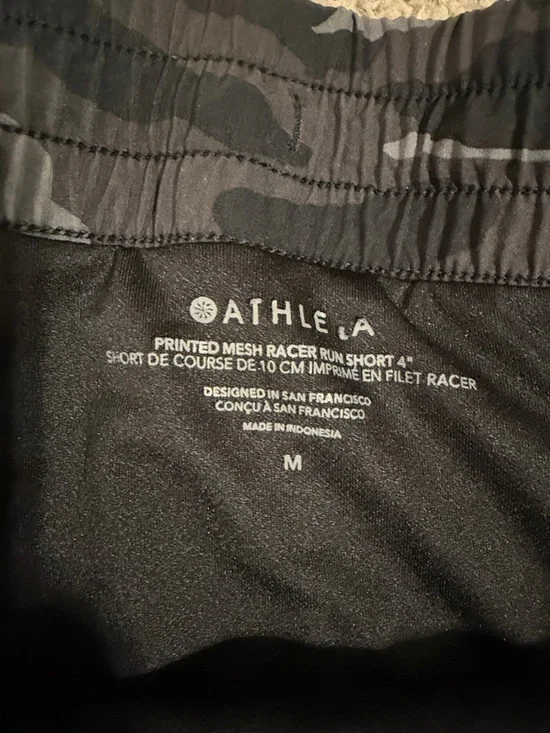 ATHLETA
PRINTED MESH RACER RUN SHORT 4"
SHORT DE COURSE DE 10 CM IMPRIMÉ EN FILET RACER
DESIGNED IN SAN FRANCISCO
CONÇU À SAN FRANCISCO
MADE IN INDONESIA
M